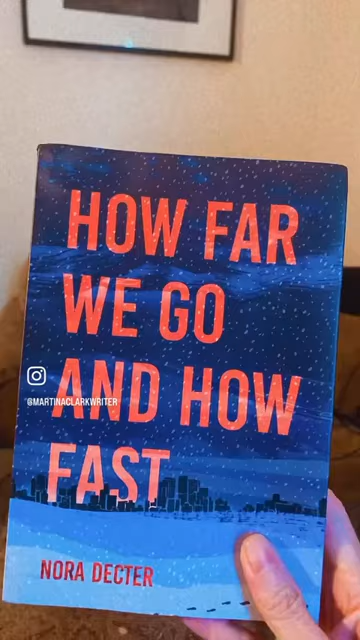 HOW FAR
WE GO
AND HOW
FAST
@MARTINACLARKWRITER
NORA DECTER